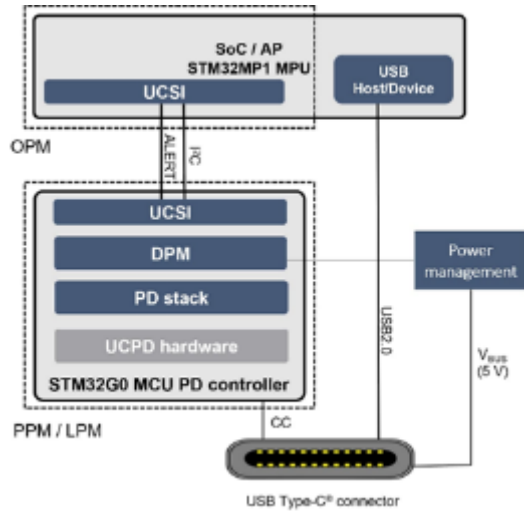 SoC / AP
STM32MP1 MPU
UCSI
USB
Host/Device
OPM
ALERT
I²C
UCSI
DPM
PD stack
UCPD hardware
STM32G0 MCU PD controller
PPM / LPM
Power
management
USB2.0
VBUS
(5 V)
CC
USB Type-C® connector